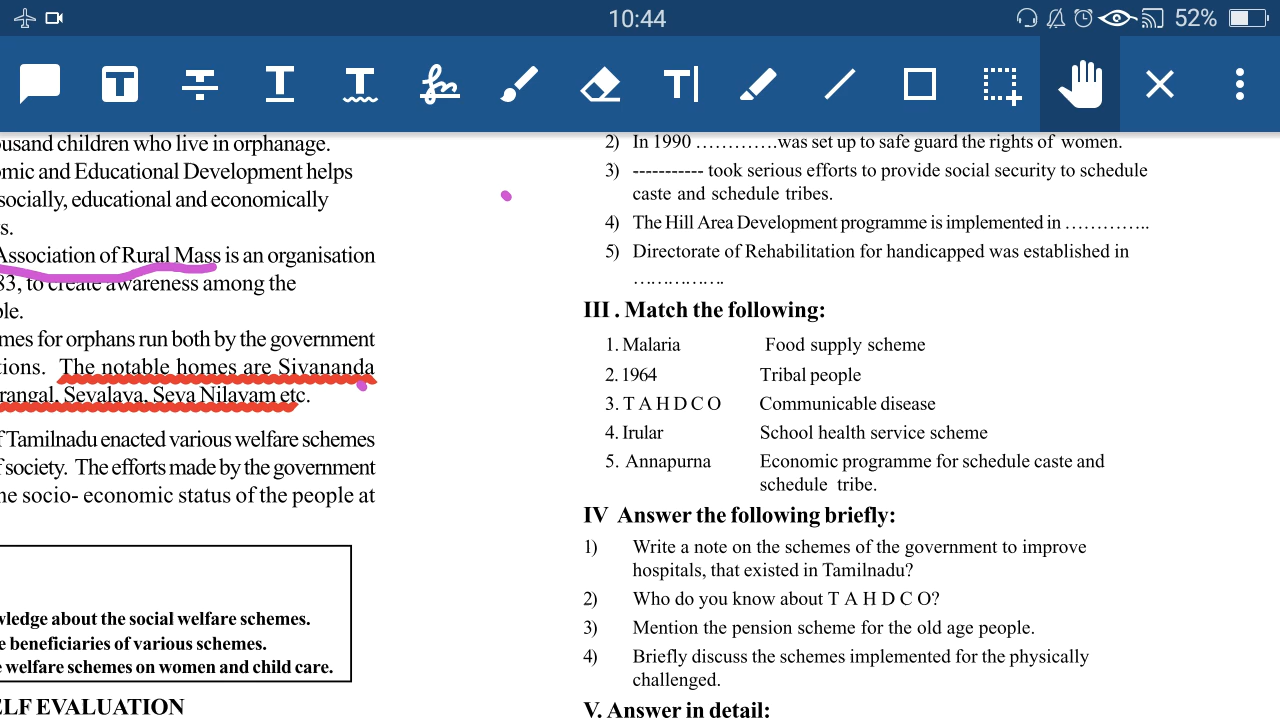 10:44
52%
ousand children who live in orphanage.
omic and Educational Development helps
socially, educational and economically
s.
Association of Rural Mass is an organisation
83, to create awareness among the
ole.
mes for orphans run both by the government
tions. The notable homes are Sivananda
rangal, Sevalaya, Seva Nilayam etc.
f Tamilnadu enacted various welfare schemes
f society. The efforts made by the government
he socio- economic status of the people at
wledge about the social welfare schemes.
e beneficiaries of various schemes.
e welfare schemes on women and child care.
ELF EVALUATION
2) In 1990 ………….was set up to safe guard the rights of women.
3) ----------- took serious efforts to provide social security to schedule
caste and schedule tribes.
4) The Hill Area Development programme is implemented in …………..
5) Directorate of Rehabilitation for handicapped was established in
…………….
III . Match the following:
1. Malaria Food supply scheme
2. 1964 Tribal people
3. T A H D C O Communicable disease
4. Irular School health service scheme
5. Annapurna Economic programme for schedule caste and
schedule tribe.
IV Answer the following briefly:
1) Write a note on the schemes of the government to improve
hospitals, that existed in Tamilnadu?
2) Who do you know about T A H D C O?
3) Mention the pension scheme for the old age people.
4) Briefly discuss the schemes implemented for the physically
challenged.
V. Answer in detail: